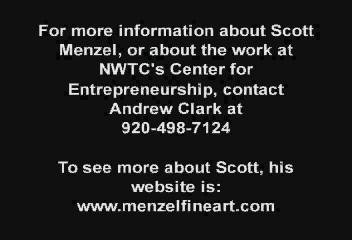 For more information about Scott
Menzel, or about the work at
NWTC's Center for
Entrepreneurship, contact
Andrew Clark at
920-498-7124
To see more about Scott, his
website is:
www.menzelfineart.com